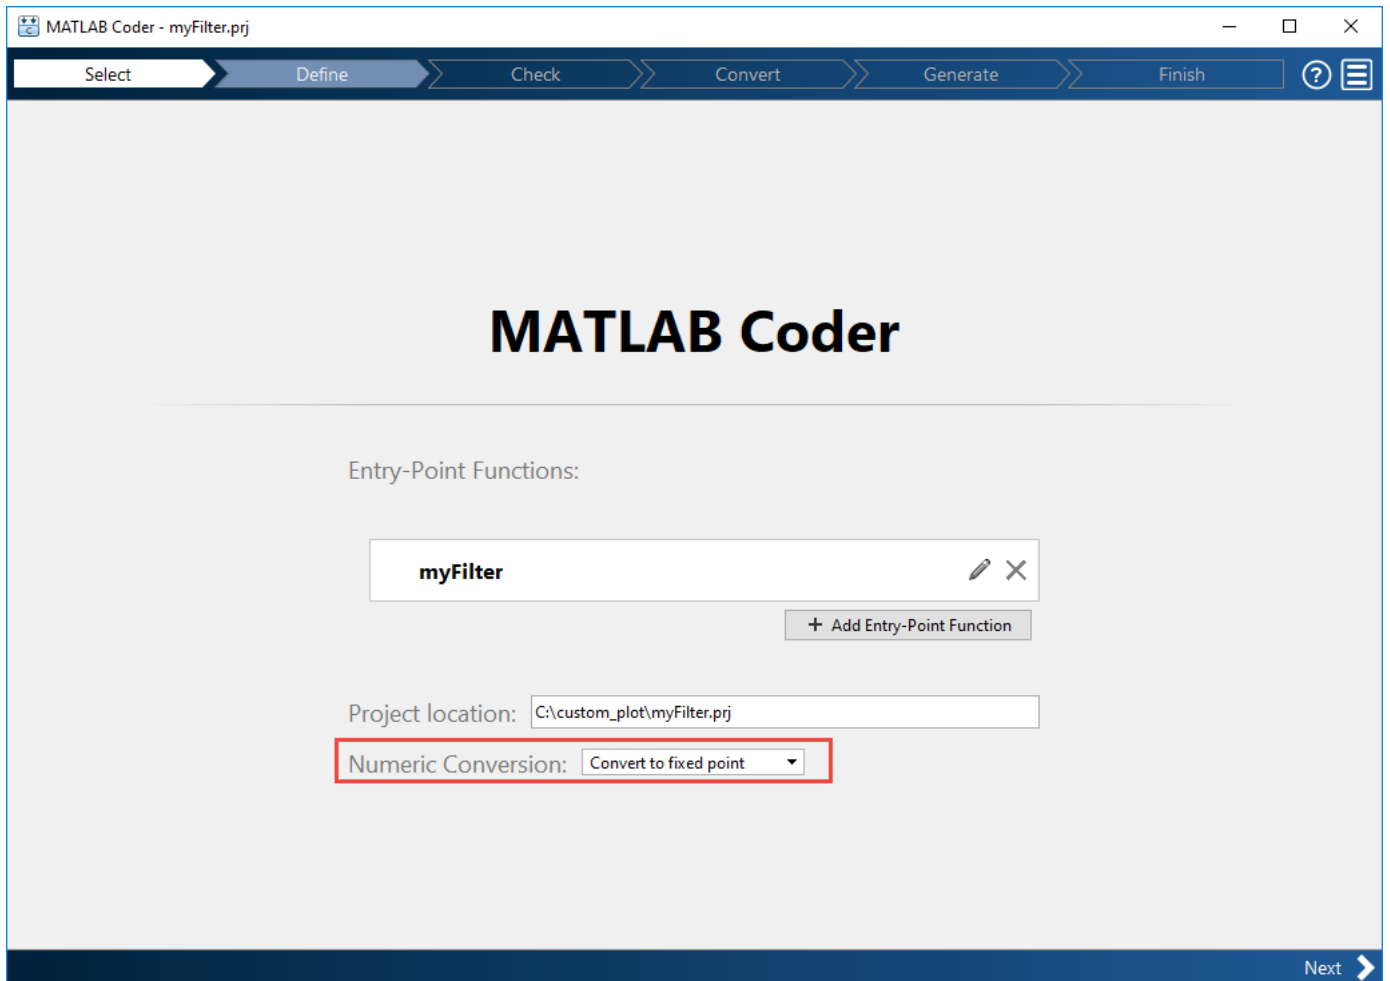 MATLAB Coder - myFilter.prj
Select Define Check Convert Generate Finish ?
MATLAB Coder
Entry-Point Functions:
myFilter
+ Add Entry-Point Function
Project location: C:\custom_plot\myFilter.prj
Numeric Conversion: Convert to fixed point
Next